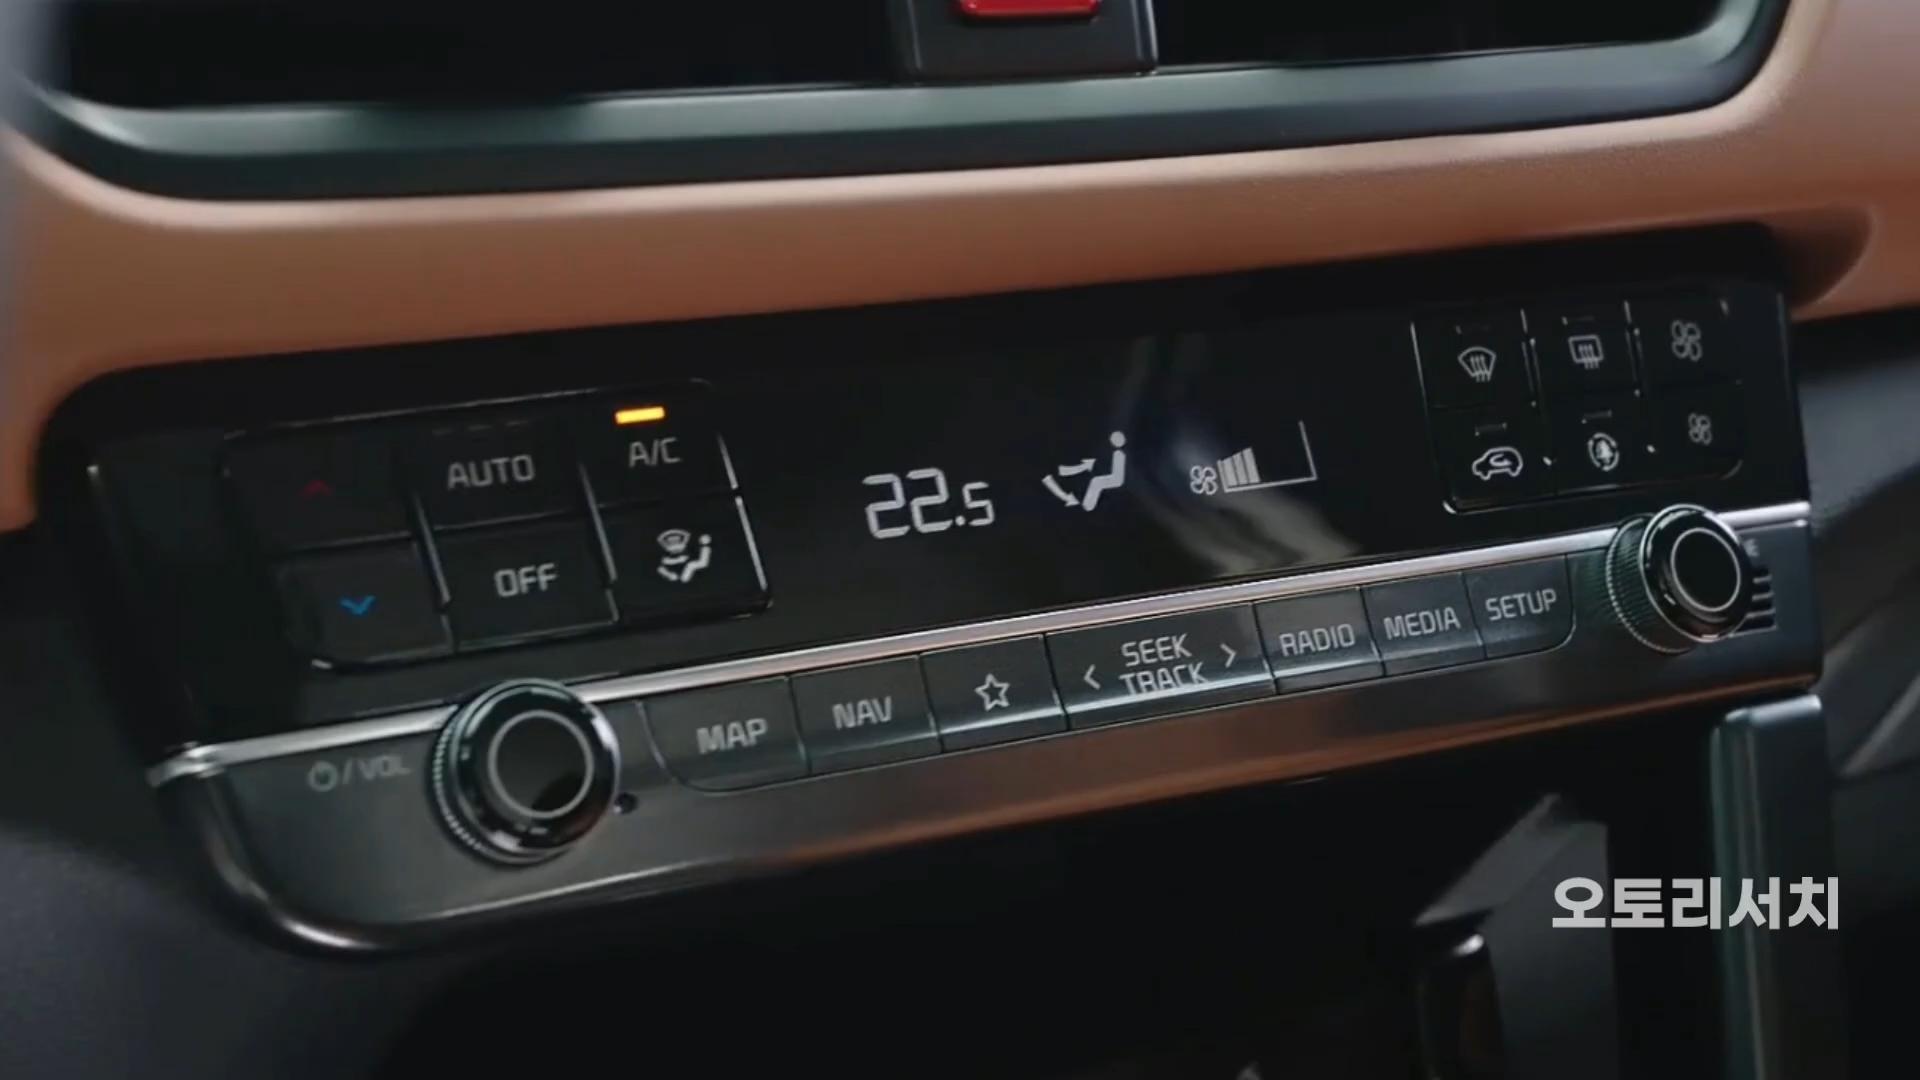 AUTO
A/C
OFF
22.5
/ VOL
MAP
NAV
SEEK
TRACK
RADIO
MEDIA
SETUP
오토리서치